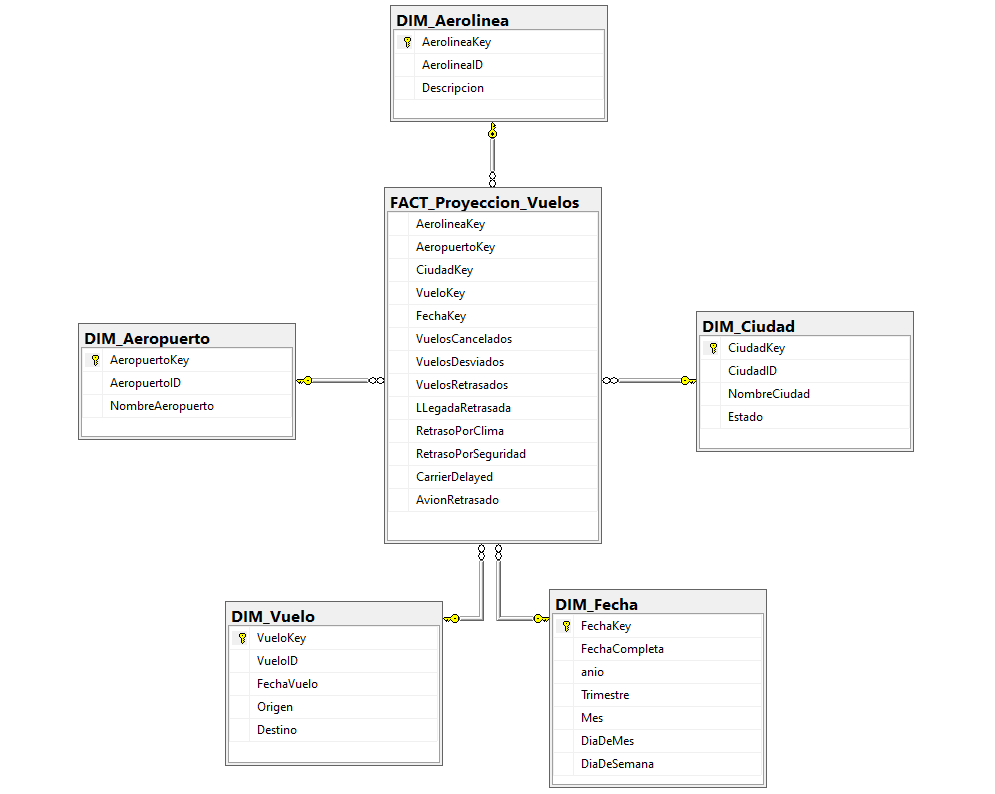 DIM_Aerolinea
AerolineaKey
AerolineaID
Descripcion
FACT_Proyeccion_Vuelos
AerolineaKey
AeropuertoKey
CiudadKey
VueloKey
FechaKey
VuelosCancelados
VuelosDesviados
VuelosRetrasados
LLegadaRetrasada
RetrasoPorClima
RetrasoPorSeguridad
CarrierDelayed
AvionRetrasado
DIM_Aeropuerto
AeropuertoKey
AeropuertoID
NombreAeropuerto
DIM_Ciudad
CiudadKey
CiudadID
NombreCiudad
Estado
DIM_Vuelo
VueloKey
VueloID
FechaVuelo
Origen
Destino
DIM_Fecha
FechaKey
FechaCompleta
anio
Trimestre
Mes
DiaDeMes
DiaDeSemana